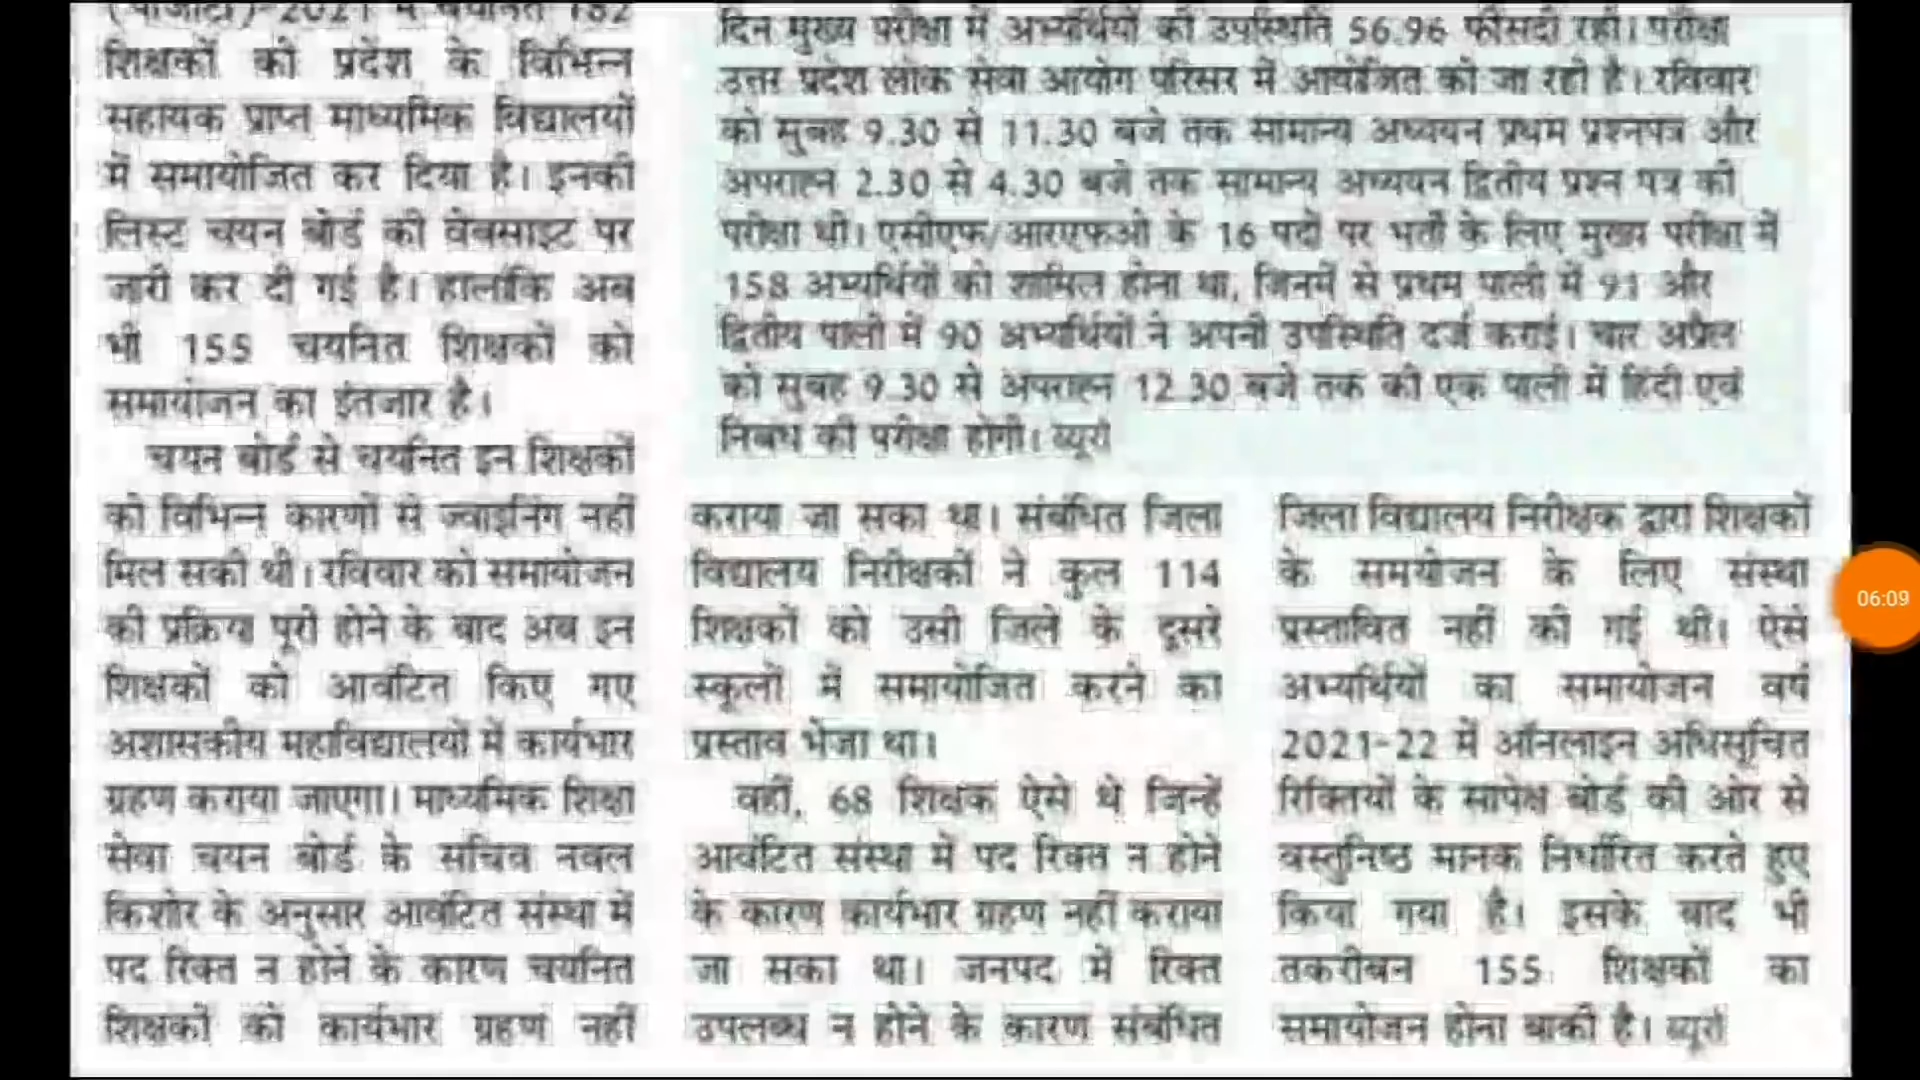 (पीजीटी)-2021 में चयनित 182
शिक्षकों को प्रदेश के विभिन्न
सहायक प्राप्त माध्यमिक विद्यालयों
में समायोजित कर दिया है। इनकी
लिस्ट चयन बोर्ड की वेबसाइट पर
जारी कर दी गई है। हालांकि अब
भी 155 चयनित शिक्षकों को
समायोजन का इंतजार है।
चयन बोर्ड से चयनित इन शिक्षकों
को विभिन्न कारणों से ज्वाइनिंग नहीं
मिल सकी थी। रविवार को समायोजन
की प्रक्रिया पूरी होने के बाद अब इन
शिक्षकों को आवंटित किए गए
अशासकीय महाविद्यालयों में कार्यभार
ग्रहण कराया जाएगा। माध्यमिक शिक्षा
सेवा चयन बोर्ड के सचिव नवल
किशोर के अनुसार आवंटित संस्था में
पद रिक्त न होने के कारण चयनित
शिक्षकों को कार्यभार ग्रहण नहीं
दिन मुख्य परीक्षा में अभ्यर्थियों की उपस्थिति 56.96 फीसदी रही। परीक्षा
उत्तर प्रदेश लोक सेवा आयोग परिसर में आयोजित की जा रही है। रविवार
को सुबह 9.30 से 11.30 बजे तक सामान्य अध्ययन प्रथम प्रश्नपत्र और
अपराह्न 2.30 से 4.30 बजे तक सामान्य अध्ययन द्वितीय प्रश्न पत्र की
परीक्षा थी। एसीएफ/आरएफओ के 16 पदों पर भर्ती के लिए मुख्य परीक्षा में
158 अभ्यर्थियों को शामिल होना था, जिनमें से प्रथम पाली में 91 और
द्वितीय पाली में 90 अभ्यर्थियों ने अपनी उपस्थिति दर्ज कराई। चार अप्रैल
को सुबह 9.30 से अपराह्न 12.30 बजे तक की एक पाली में हिंदी एवं
निबंध की परीक्षा होगी। ब्यूरो
कराया जा सका था। संबंधित जिला
विद्यालय निरीक्षकों ने कुल 114
शिक्षकों को उसी जिले के दूसरे
स्कूलों में समायोजित करने का
प्रस्ताव भेजा था।
वहीं, 68 शिक्षक ऐसे थे जिन्हें
आवंटित संस्था में पद रिक्त न होने
के कारण कार्यभार ग्रहण नहीं कराया
जा सका था। जनपद में रिक्त
उपलब्ध न होने के कारण संबंधित
जिला विद्यालय निरीक्षक द्वारा शिक्षकों
के समयोजन के लिए संस्था
प्रस्तावित नहीं की गई थी। ऐसे
अभ्यर्थियों का समायोजन वर्ष
2021-22 में ऑनलाइन अधिसूचित
रिक्तियों के सापेक्ष बोर्ड की ओर से
वस्तुनिष्ठ मानक निर्धारित करते हुए
किया गया है। इसके बाद भी
तकरीबन 155 शिक्षकों का
समायोजन होना बाकी है। ब्यूरो
06:09